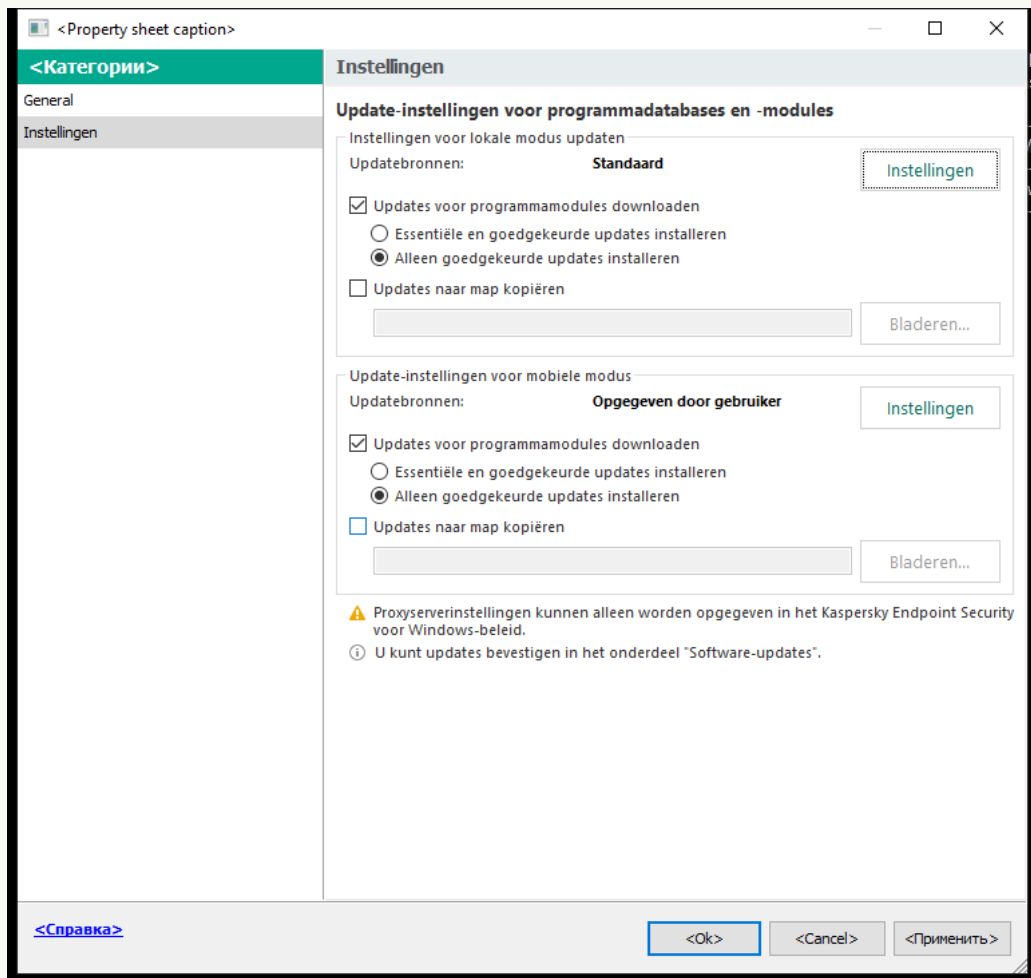 <Property sheet caption>
<Категории>
General
Instellingen
Instellingen
Update-instellingen voor programmadatabases en -modules
Instellingen voor lokale modus updaten
Updatebronnen: Standaard Instellingen
Updates voor programmamodules downloaden
Essentiële en goedgekeurde updates installeren
Alleen goedgekeurde updates installeren
Updates naar map kopiëren
Bladeren...
Update-instellingen voor mobiele modus
Updatebronnen: Opgegeven door gebruiker Instellingen
Updates voor programmamodules downloaden
Essentiële en goedgekeurde updates installeren
Alleen goedgekeurde updates installeren
Updates naar map kopiëren
Bladeren...
Proxyserverinstellingen kunnen alleen worden opgegeven in het Kaspersky Endpoint Security
voor Windows-beleid.
U kunt updates bevestigen in het onderdeel "Software-updates".
<Справка>
<Ok> <Cancel> <Применить>